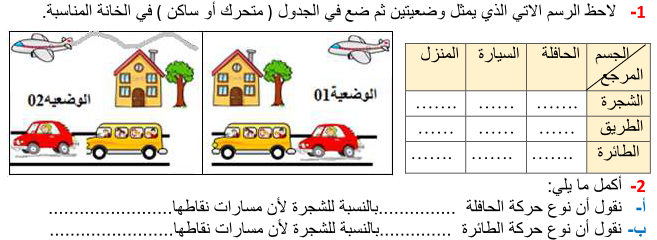 1- لاحظ الرسم الاتي الذي يمثل وضعيتين ثم ضع في الجدول ( متحرك أو ساكن ) في الخانة المناسبة.
الجسم
المرجع
الحافلة
السيارة
المنزل
الشجرة ....... ....... .......
الطريق ...... ...... ......
الطائرة ....... ....... .......
الوضعية01
الوضعية02
2- أكمل ما يلي:
أ- نقول أن نوع حركة الحافلة ...............بالنسبة للشجرة لأن مسارات نقاطها........................
ب- نقول أن نوع حركة الطائرة ..............بالنسبة للشجرة لأن مسارات نقاطها........................